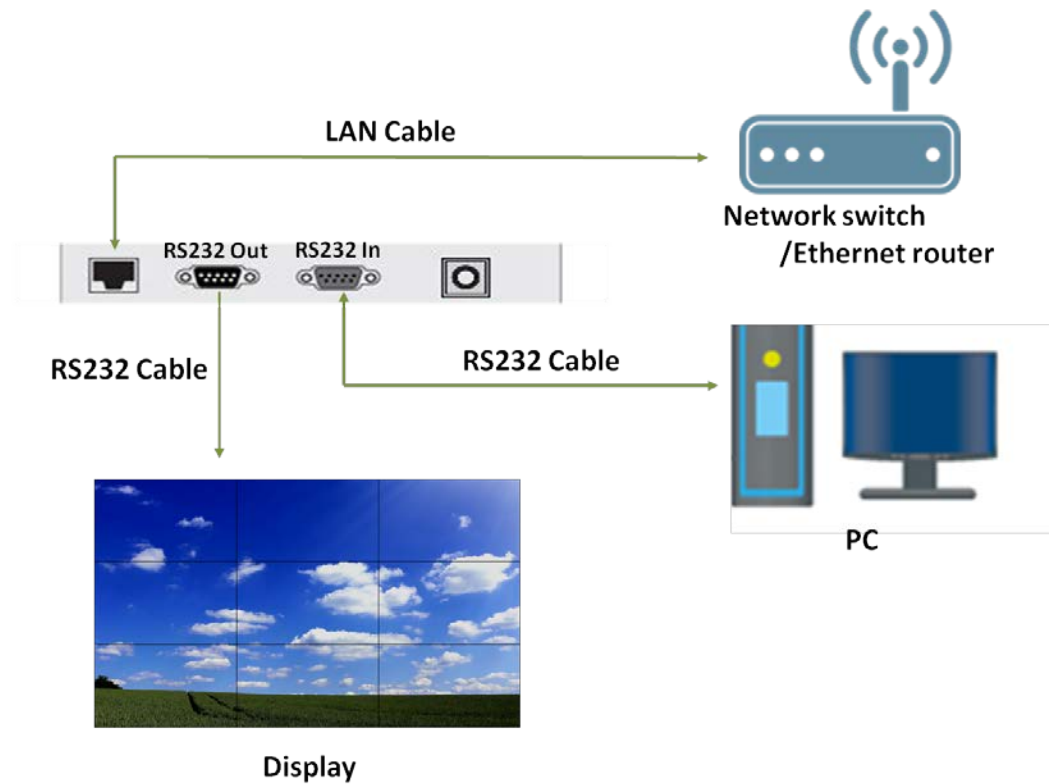 LAN Cable
Network switch
/Ethernet router
RS232 Out
RS232 In
RS232 Cable
RS232 Cable
PC
Display